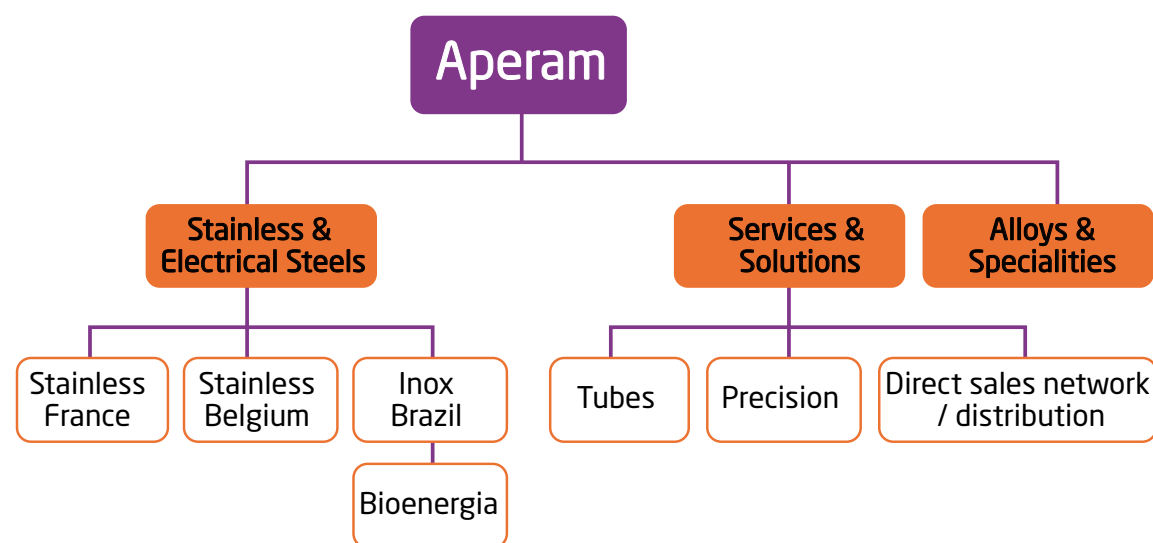 Aperam
Stainless &
Electrical Steels
Services &
Solutions
Alloys &
Specialities
Stainless
France
Stainless
Belgium
Inox
Brazil
Tubes
Precision
Direct sales network
/ distribution
Bioenergia